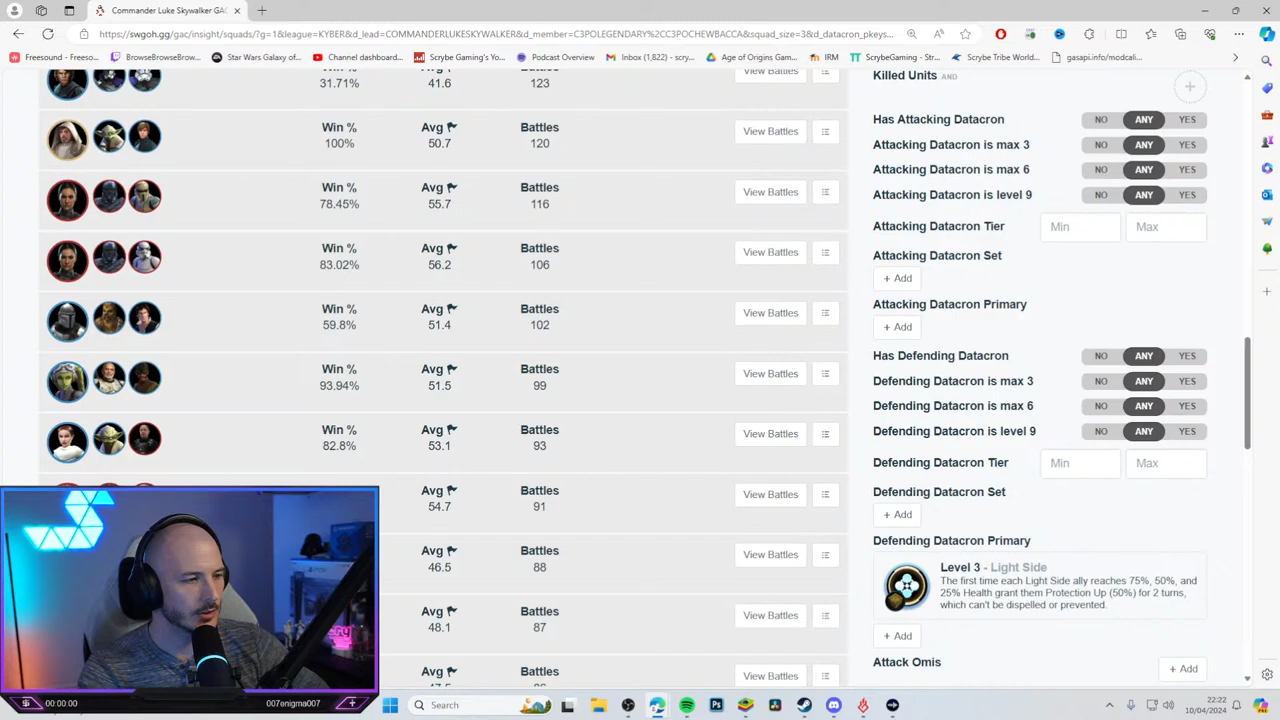 Commander Luke Skywalker GAC
https://swgoh.gg/gac/insight/squads/?g=1&league=KYBER&d_lead=COMMANDERLUKESKYWALKER&d_member=C3POLEGENDARY%2CC3POCHEWBACCA&squad_size=3&d_datacron_pkeys...
Freesound - Freeso...
BrowseBrowseBrow...
Star Wars Galaxy of...
Channel dashboard...
Scrybe Gaming's Yo...
Podcast Overview
Inbox (1,822) - scry...
Age of Origins Gam...
IRM
ScrybeGaming - Str...
Scrybe Tribe World...
gasapi.info/modcali...
31.71%
41.6
123
View Battles
Win %
Avg
Battles
100%
50.7
120
View Battles
Win %
Avg
Battles
78.45%
55.7
116
View Battles
Win %
Avg
Battles
83.02%
56.2
106
View Battles
Win %
Avg
Battles
59.8%
51.4
102
View Battles
Win %
Avg
Battles
93.94%
51.5
99
View Battles
Win %
Avg
Battles
82.8%
53.1
93
View Battles
Avg
Battles
54.7
91
View Battles
Avg
Battles
46.5
88
View Battles
Avg
Battles
48.1
87
View Battles
Avg
Battles
View Battles
Killed Units AND
Has Attacking Datacron NO ANY YES
Attacking Datacron is max 3 NO ANY YES
Attacking Datacron is max 6 NO ANY YES
Attacking Datacron is level 9 NO ANY YES
Attacking Datacron Tier Min Max
Attacking Datacron Set
+ Add
Attacking Datacron Primary
+ Add
Has Defending Datacron NO ANY YES
Defending Datacron is max 3 NO ANY YES
Defending Datacron is max 6 NO ANY YES
Defending Datacron is level 9 NO ANY YES
Defending Datacron Tier Min Max
Defending Datacron Set
+ Add
Defending Datacron Primary
Level 3 - Light Side
The first time each Light Side ally reaches 75%, 50%, and
25% Health grant them Protection Up (50%) for 2 turns,
which can't be dispelled or prevented.
+ Add
Attack Omis
+ Add
00:00:00
007enigma007
Search
22:22
10/04/2024